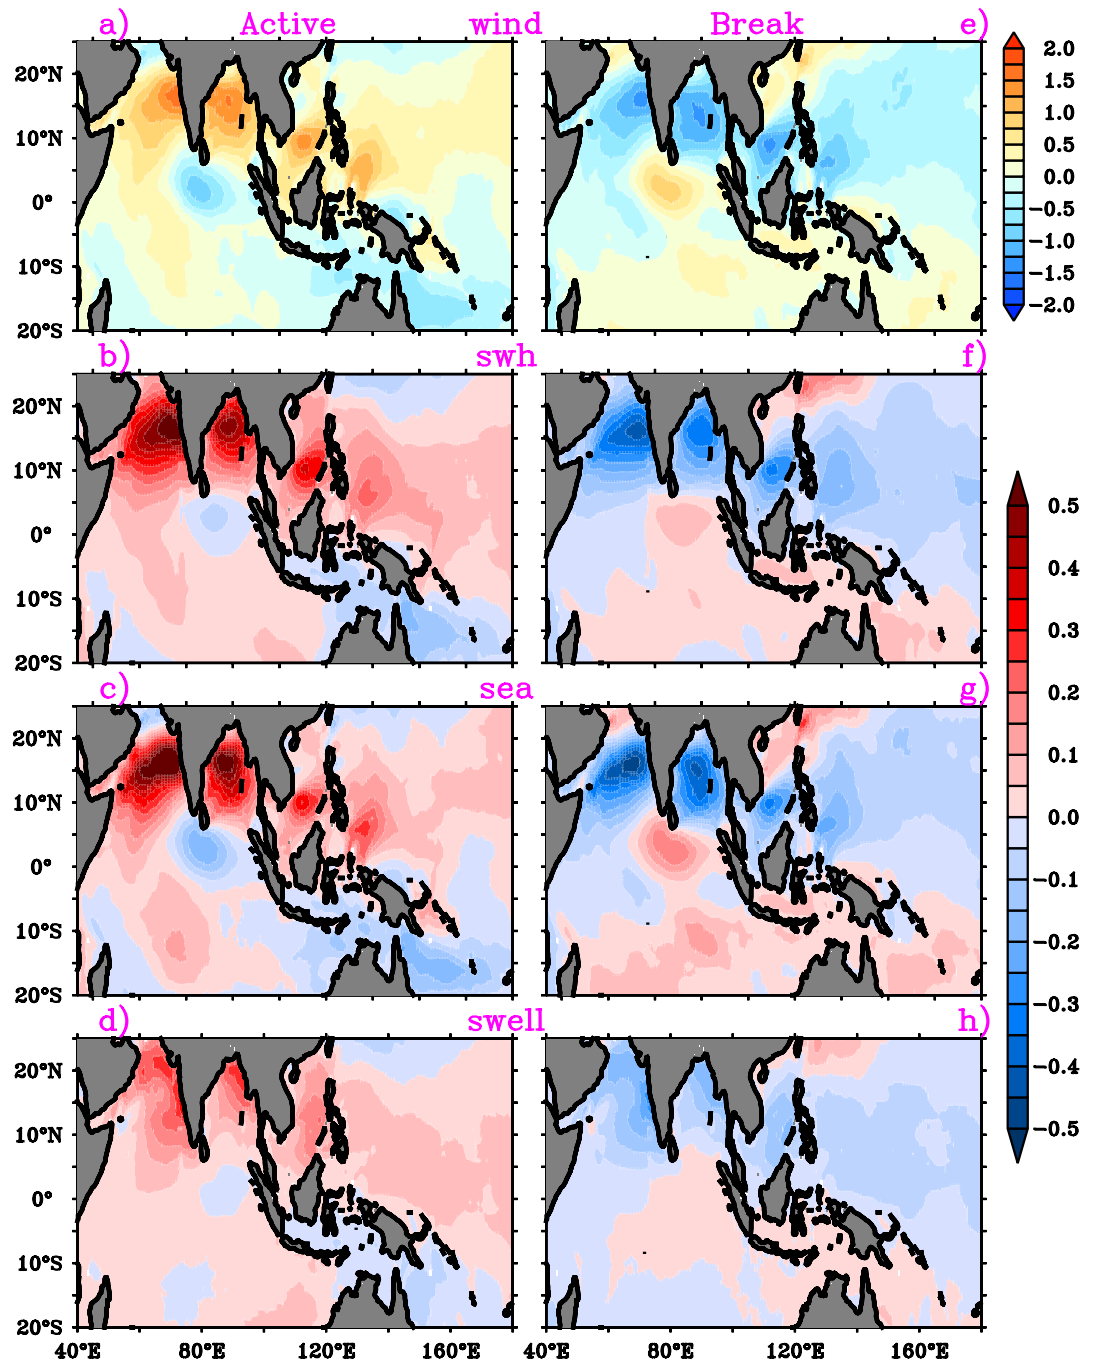 a) Active wind Break e)
20°N
10°N
0°
10°S
20°S
2.0
1.5
1.0
0.5
0.0
−0.5
−1.0
−1.5
−2.0
b) swh f)
20°N
10°N
0°
10°S
20°S
c) sea g)
20°N
10°N
0°
10°S
20°S
d) swell h)
20°N
10°N
0°
10°S
20°S
40°E 80°E 120°E 160°E 40°E 80°E 120°E 160°E
0.5
0.4
0.3
0.2
0.1
0.0
−0.1
−0.2
−0.3
−0.4
−0.5